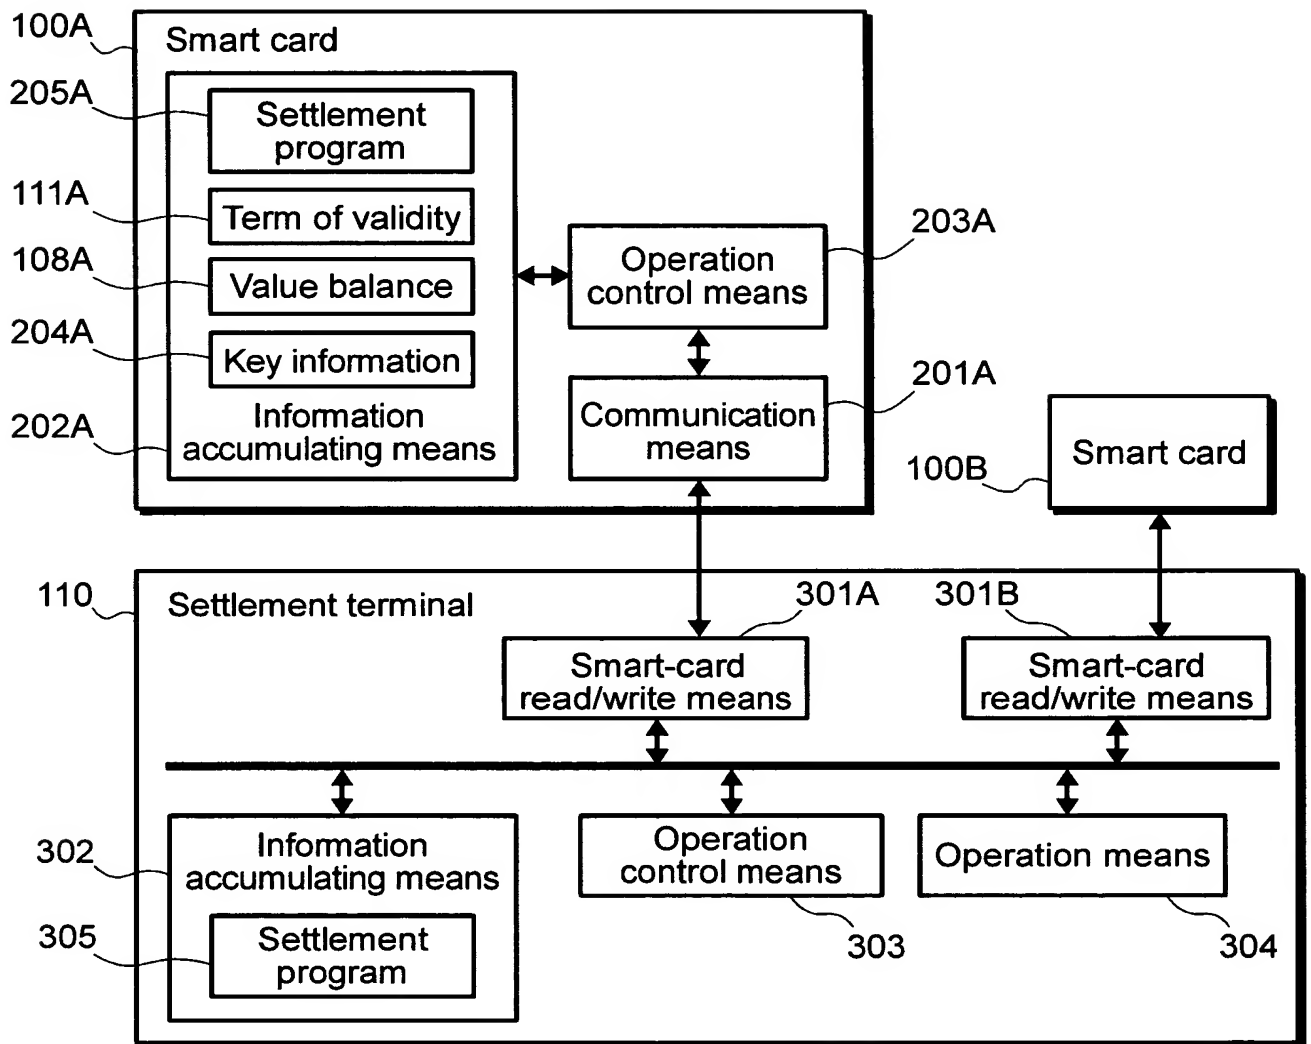 100A
Smart card
205A
Settlement
program
111A
Term of validity
203A
108A
Value balance
Operation
control means
204A
Key information
201A
202A
Information
accumulating means
Communication
means
100B
Smart card
110
Settlement terminal
301A
301B
Smart-card
read/write means
Smart-card
read/write means
302
Information
accumulating means
Operation
control means
Operation means
305
Settlement
program
303
304